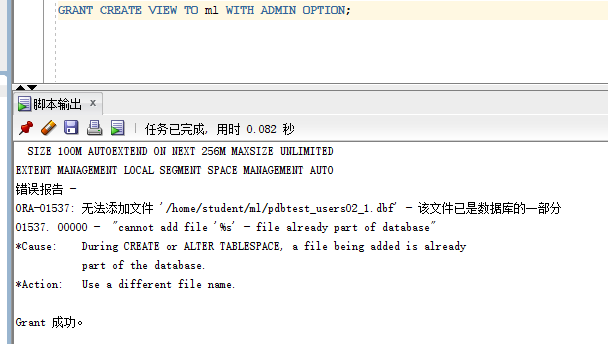 GRANT CREATE VIEW TO ml WITH ADMIN OPTION;
脚本输出 x
任务已完成, 用时 0.082 秒
SIZE 100M AUTOEXTEND ON NEXT 256M MAXSIZE UNLIMITED
EXTENT MANAGEMENT LOCAL SEGMENT SPACE MANAGEMENT AUTO
错误报告 -
ORA-01537: 无法添加文件 '/home/student/ml/pdbtest_users02_1.dbf' - 该文件已是数据库的一部分
01537. 00000 -  "cannot add file '%s' - file already part of database"
*Cause:    During CREATE or ALTER TABLESPACE, a file being added is already
           part of the database.
*Action:   Use a different file name.
Grant 成功。